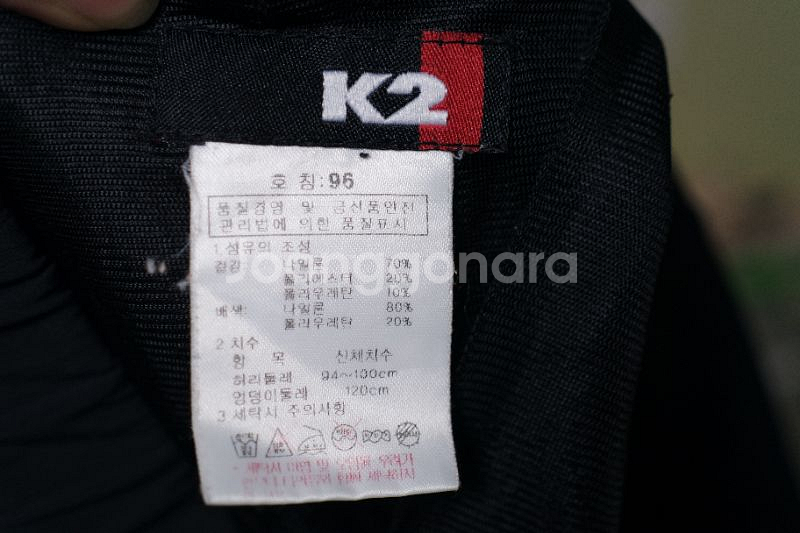 K2
호 칭:96
품질경영 및 공산품안전
관리법에 의한 품질표시
1 섬유의 조성
겉감: 나일론 70%
폴리에스터 20%
폴리우레탄 10%
배색: 나일론 80%
폴리우레탄 20%
2 치수
항 목 신체치수
허리둘레 94~100cm
엉덩이둘레 120cm
3 세탁시 주의사항
세탁시
Joongonara